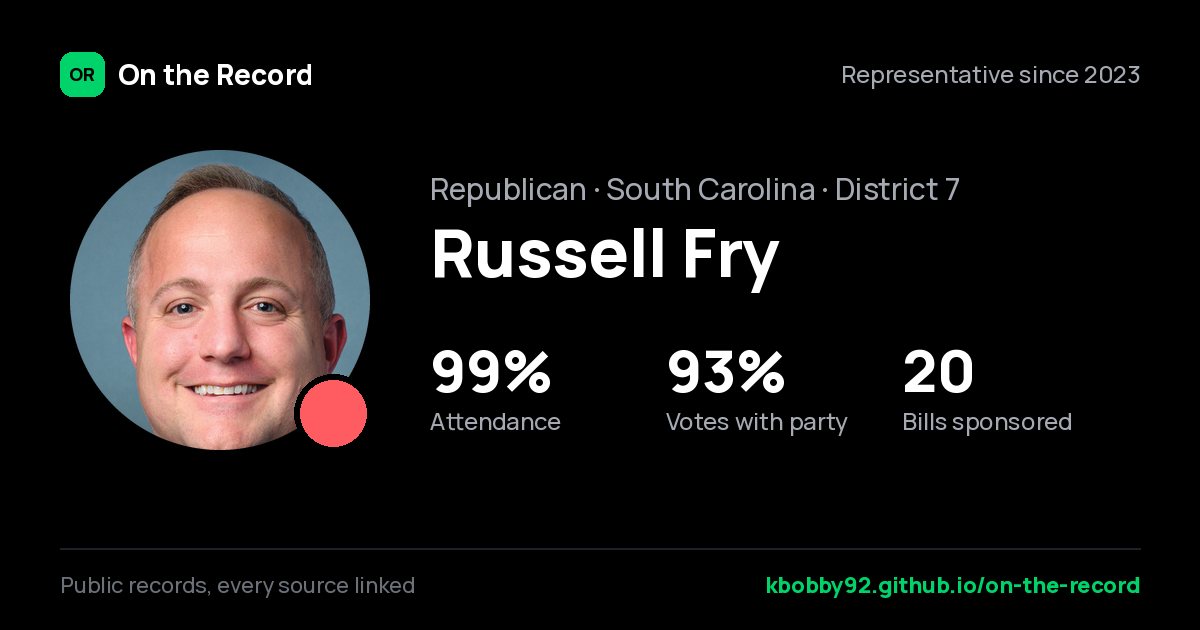 OR On the Record
Representative since 2023
Republican · South Carolina · District 7
Russell Fry
99% 93% 20
Attendance Votes with party Bills sponsored
Public records, every source linked
kbobby92.github.io/on-the-record